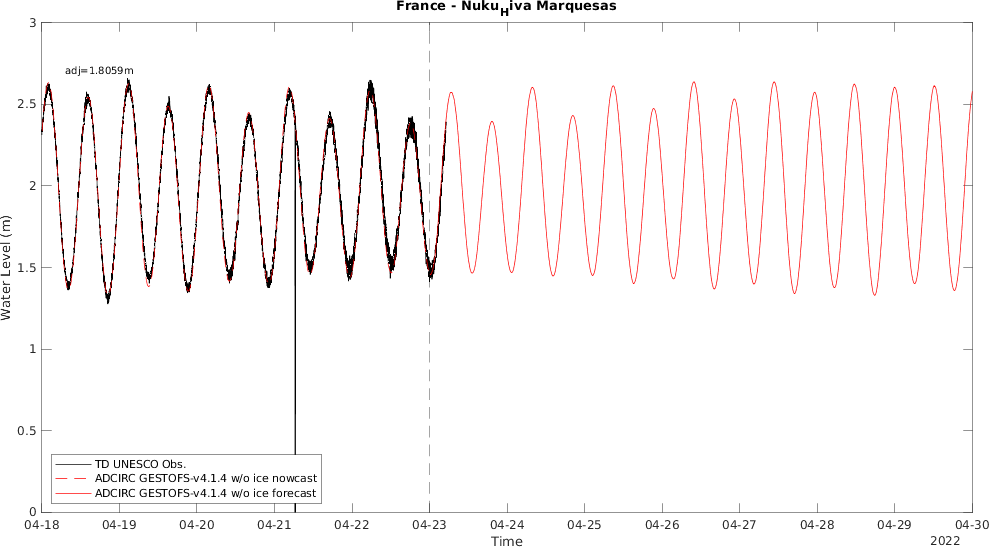 France - Nuku_Hiva Marquesas
adj=1.8059m
3
2.5
2
1.5
1
0.5
0
Water Level (m)
TD UNESCO Obs.
ADCIRC GESTOFS-v4.1.4 w/o ice nowcast
ADCIRC GESTOFS-v4.1.4 w/o ice forecast
04-18 04-19 04-20 04-21 04-22 04-23 04-24 04-25 04-26 04-27 04-28 04-29 04-30
Time
2022